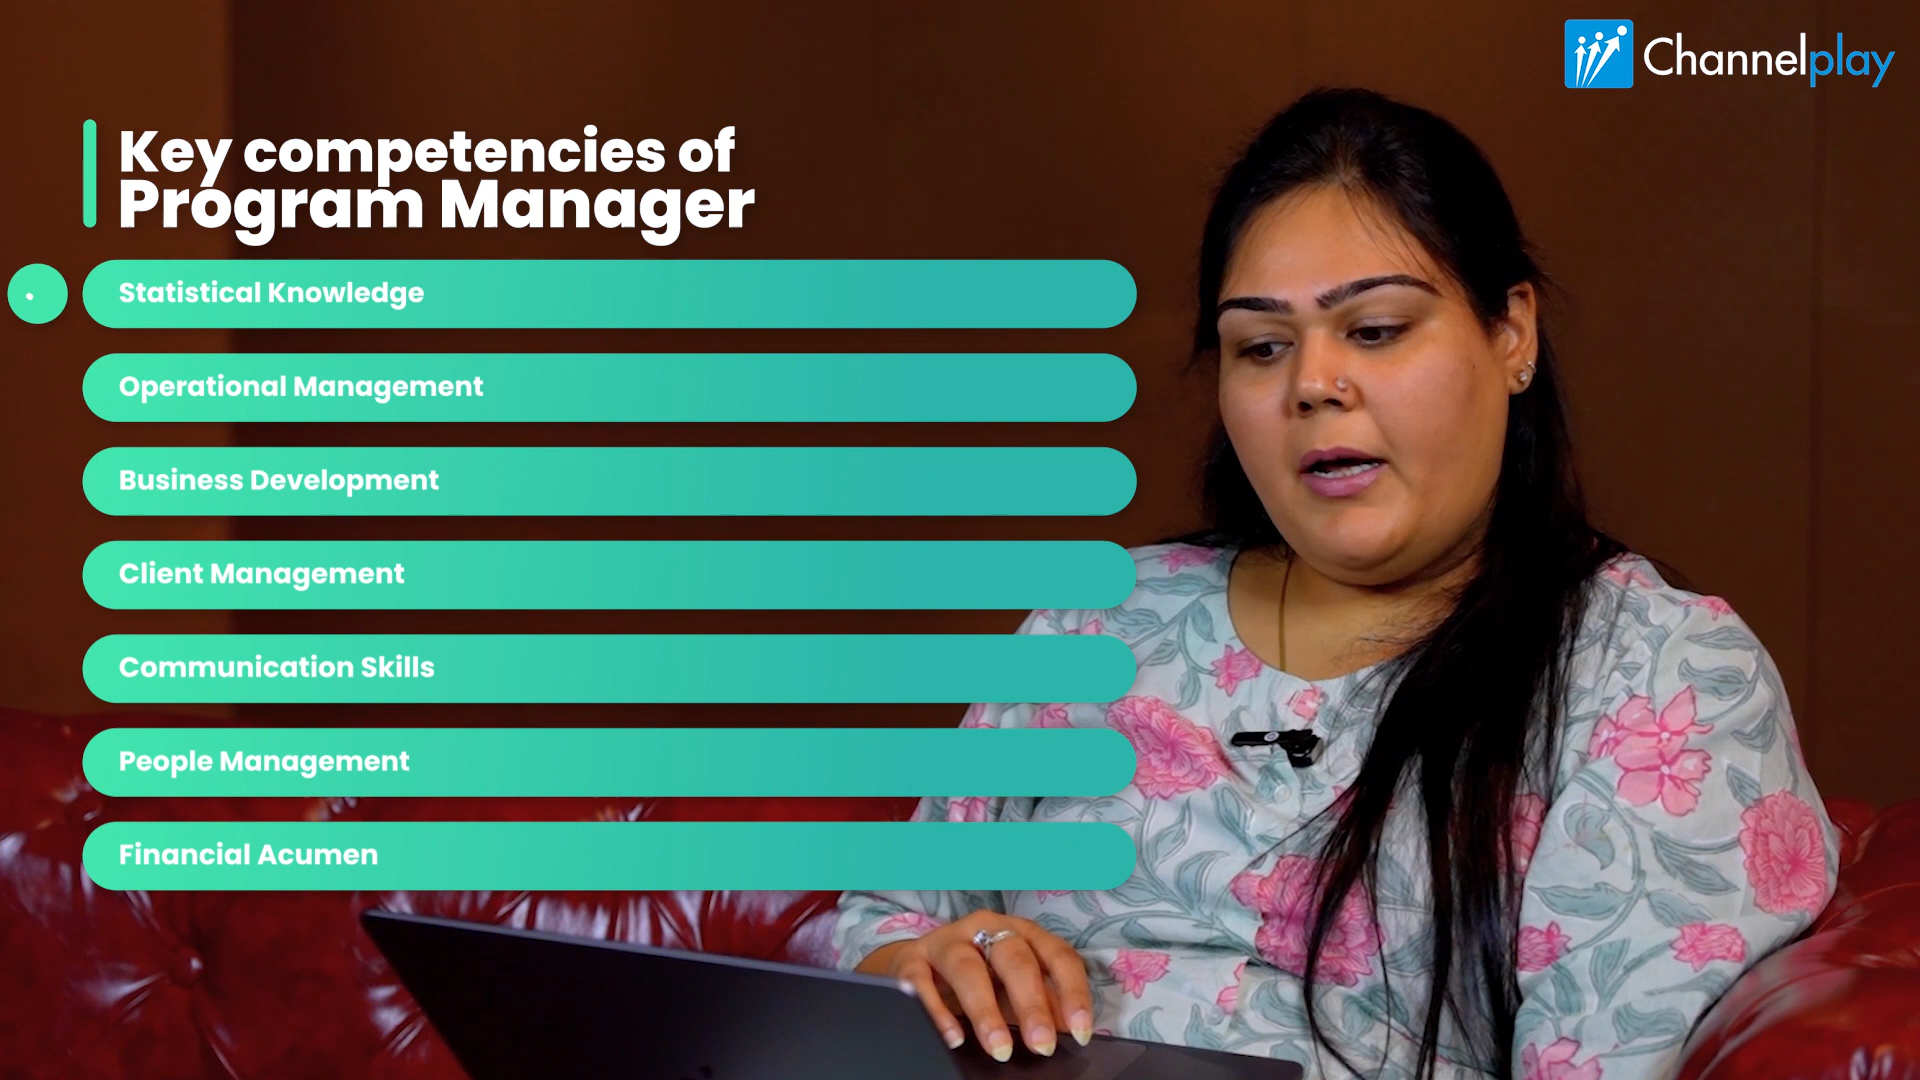 Channelplay
Key competencies of
Program Manager
Statistical Knowledge
Operational Management
Business Development
Client Management
Communication Skills
People Management
Financial Acumen